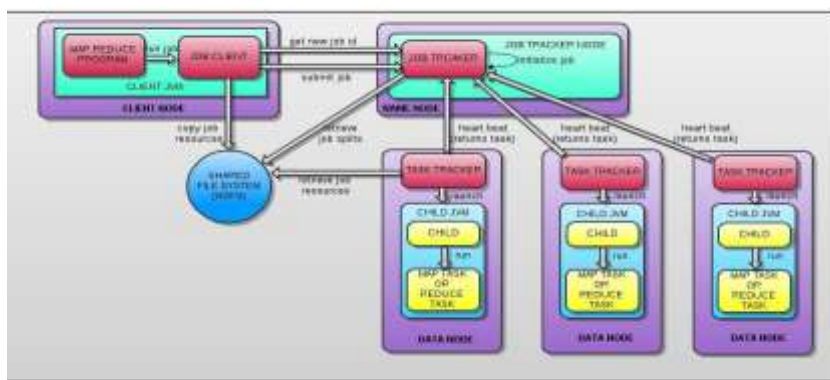 MAP REDUCE
PROGRAM
run job
JOB CLIENT
CLIENT JVM
CLIENT NODE
get new job id
submit job
JOB TRUAKER
JOB TRACKER NODE
initialize job
NAME NODE
copy job
resources
retrieve
job splits
heart beat
(returns task)
heart beat
(returns task)
heart beat
(returns task)
SHARED
FILE SYSTEM
(HDFS)
retrieve job
resources
TASK TRACKER
launch
CHILD JVM
CHILD
run
MAP TASK
OR
REDUCE
TASK
DATA NODE
TASK TRACKER
launch
CHILD JVM
CHILD
run
MAP TASK
OR
REDUCE
TASK
DATA NODE
TASK TRACKER
launch
CHILD JVM
CHILD
run
MAP TASK
OR
REDUCE
TASK
DATA NODE